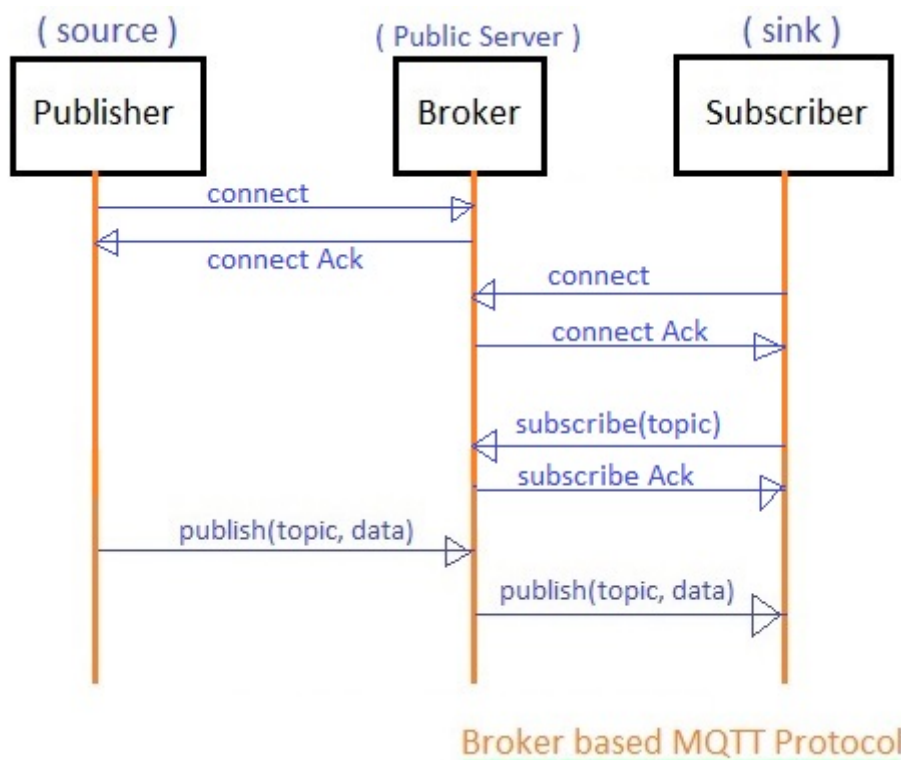 ( source )
( Public Server )
( sink )
Publisher
Broker
Subscriber
connect
connect Ack
connect
connect Ack
subscribe(topic)
subscribe Ack
publish(topic, data)
publish(topic, data)
Broker based MQTT Protocol